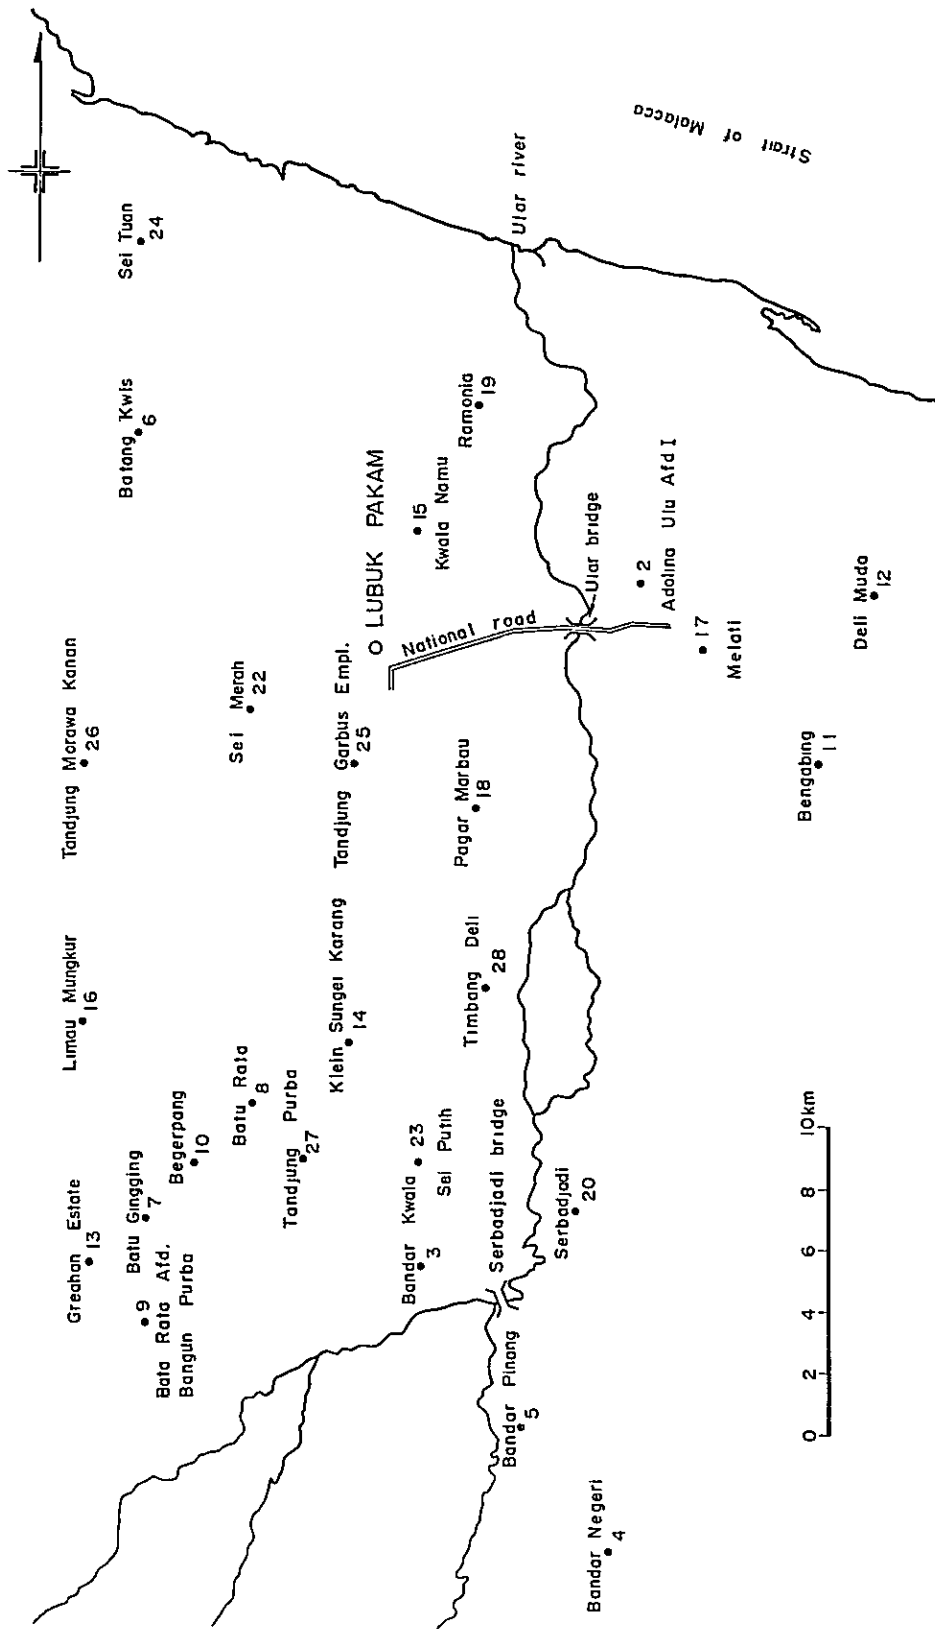 Sei Tuan
24
Batang Kwis
6
Tandjung Morawa Kanan
26
Limau Mungkur
16
Greahan Estate
13
Batu Gingging
7
9
Bata Rata Afd.
Bangun Purba
Begerpang
10
Batu Rata
8
Tandjung Purba
27
Sei Merah
22
LUBUK PAKAM
Tandjung Garbus Empl.
25
Klein Sungei Karang
14
Bandar Kwala
3
23
Sei Putih
15
Kwala Namu
Ramonia
19
National road
Pagar Marbau
18
Timbang Deli
28
Serbadjadi bridge
Bandar Pinang
5
Ular river
Strait of Malacca
Ular bridge
Serbadjadi
20
Bandar Negeri
4
2
Adolina Ulu Afd I
17
Melati
Deli Muda
12
Bengabing
11
0 2 4 6 8 10km